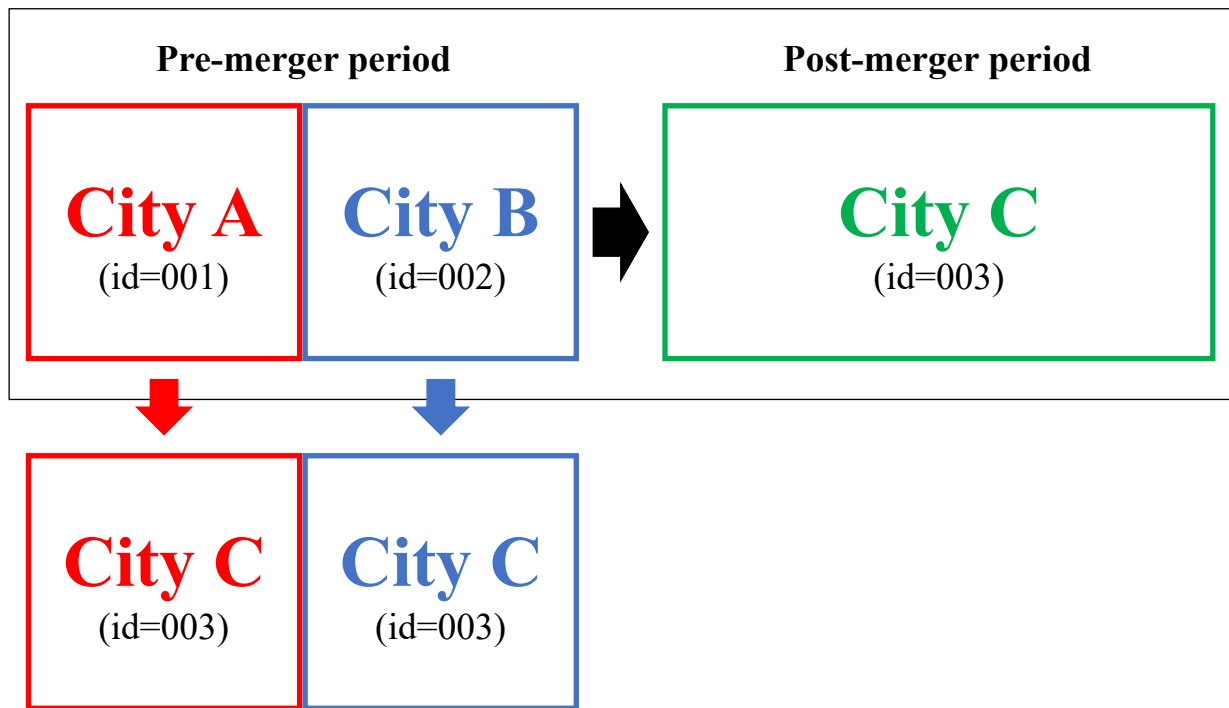 Pre-merger period
Post-merger period
City A
(id=001)
City B
(id=002)
City C
(id=003)
City C
(id=003)
City C
(id=003)